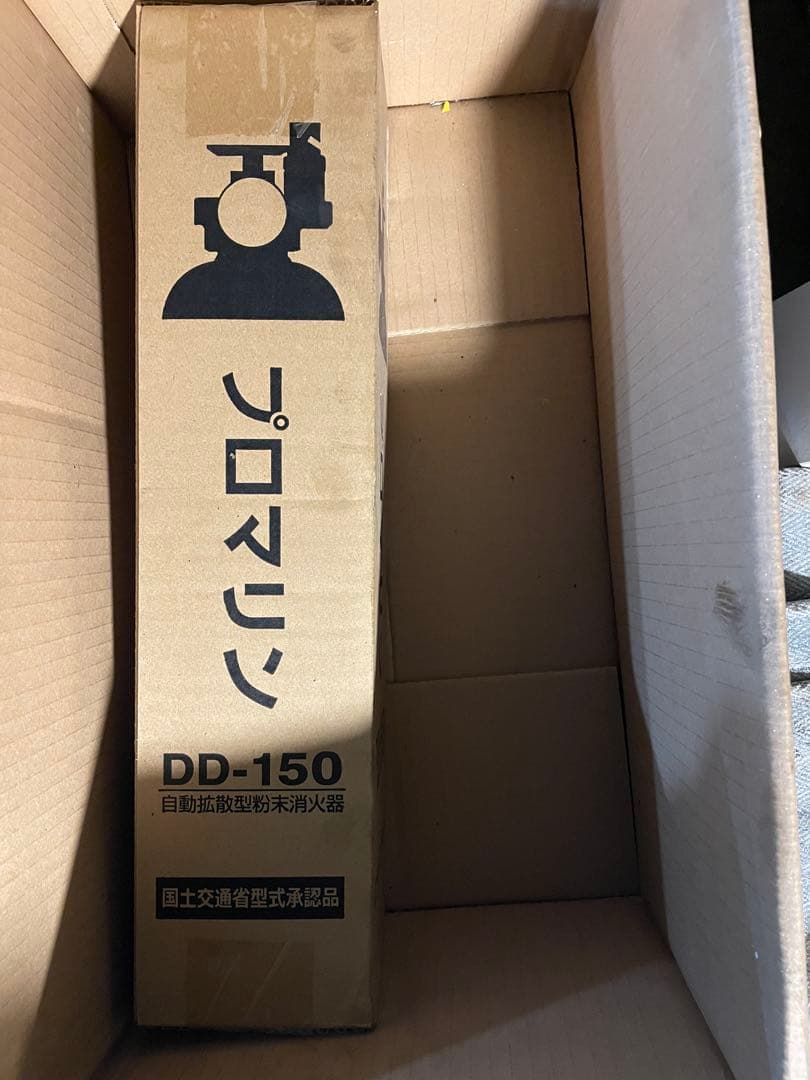 プロマリン
DD-150
自動拡散型粉末消火器
国土交通省型式承認品